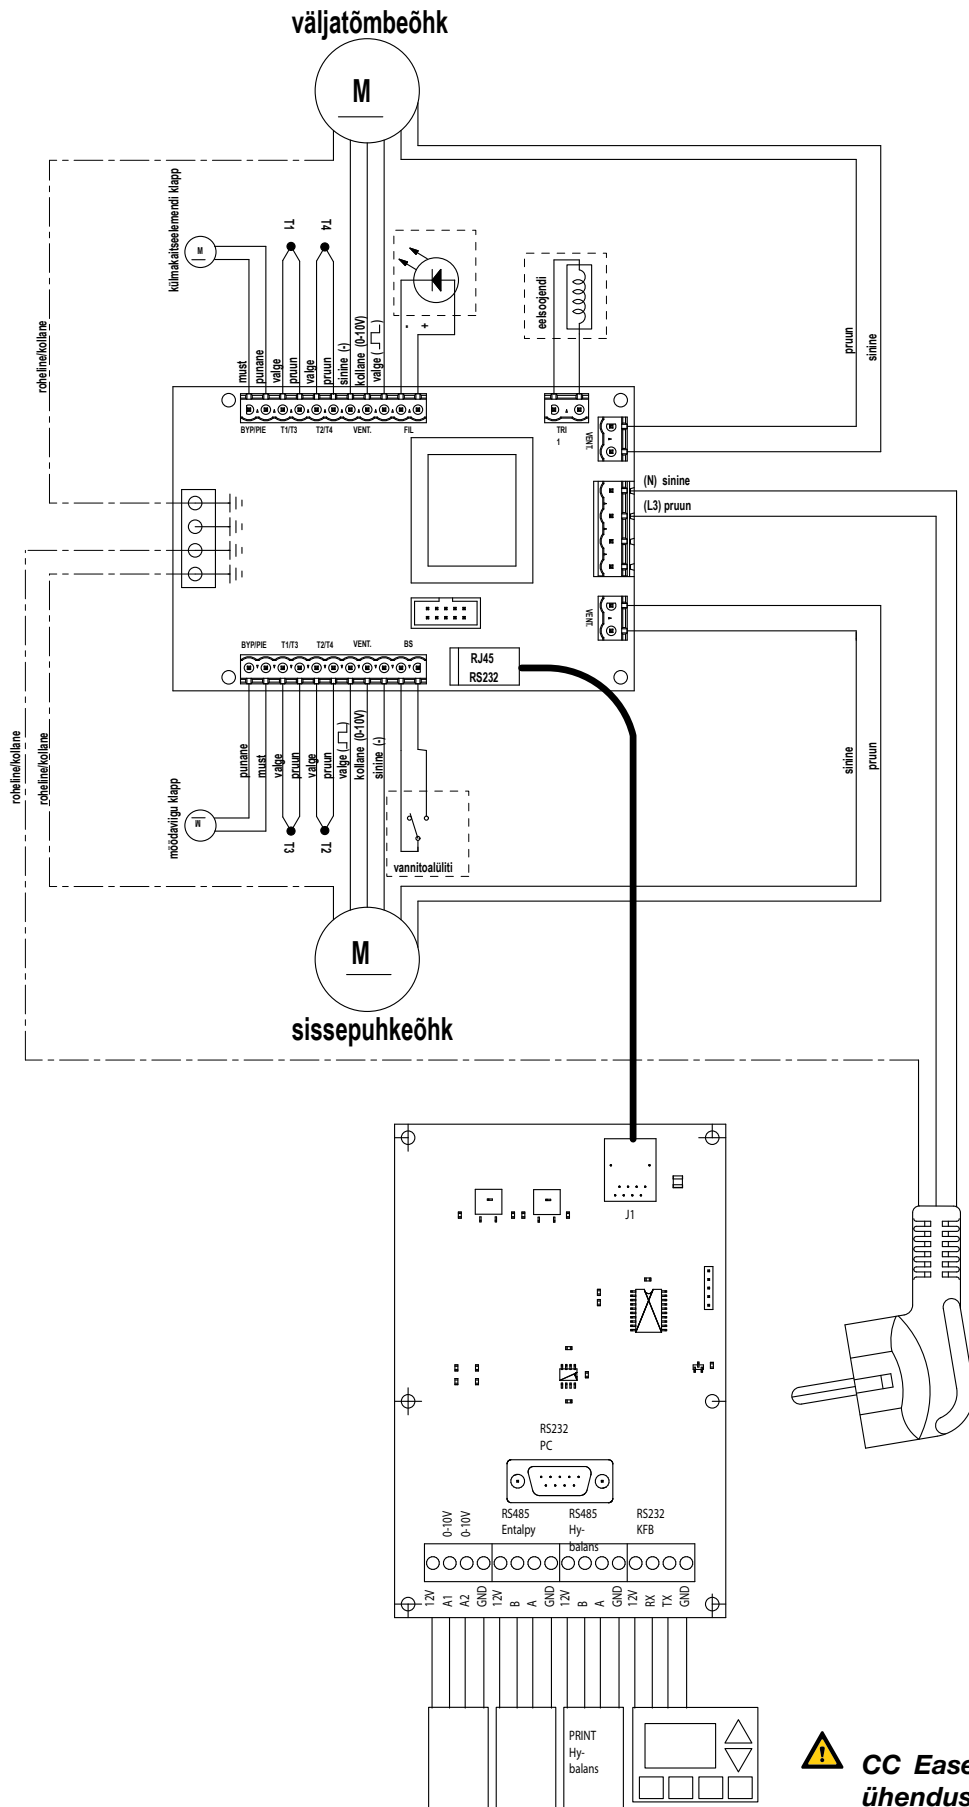 väljatõmbeõhk
M
roheline/kollane
külmakaitseelemendi klapp
M
T1
T4
- +
eelsoojendi
pruun
sinine
must
punane
valge
pruun
valge
pruun
sinine (-)
kollane (0-10V)
valge ( )
BYP/PIE T1/T3 T2/T4 VENT. FIL
TRI
1
VENT.
(N) sinine
(L3) pruun
VENT.
BYP/PIE T1/T3 T2/T4 VENT. BS
RJ45
RS232
roheline/kollane
roheline/kollane
punane
must
valge
pruun
valge
pruun
valge ( )
kollane (0-10V)
sinine (-)
möödaviigu klapp
M
T3
T2
vannitoalüliti
sinine
pruun
M
sissepuhkeõhk
J1
RS232
PC
0-10V
0-10V
RS485
Entalpy
RS485
Hy-
balans
RS232
KFB
12V A1 A2 GND 12V B A GND 12V B A GND 12V RX TX GND
PRINT
Hy-
balans
CC Ease
ühendus